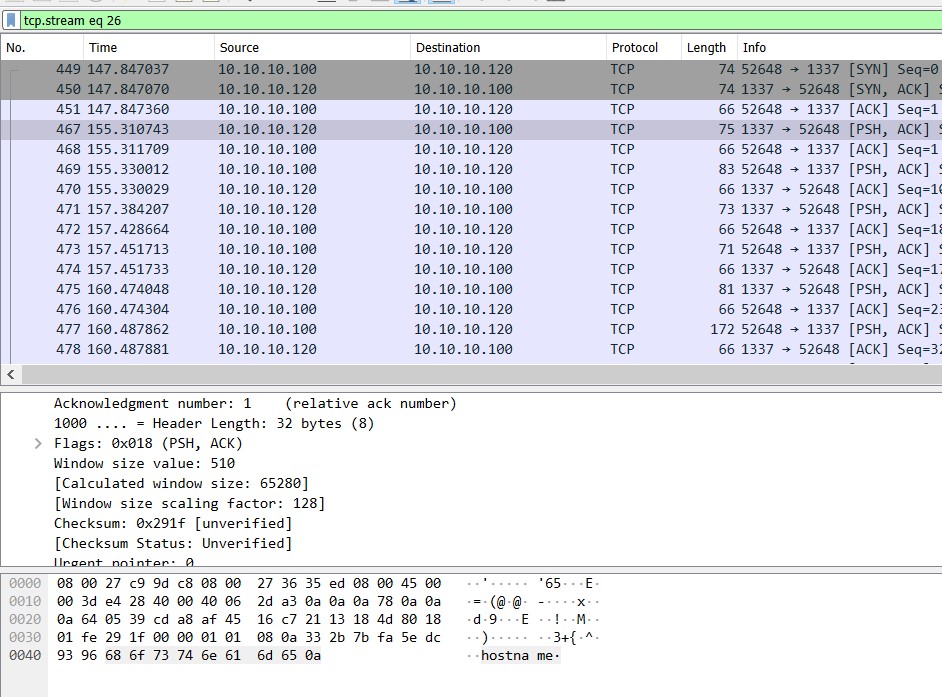 tcp.stream eq 26
No. Time Source Destination Protocol Length Info
449 147.847037 10.10.10.100 10.10.10.120 TCP 74 52648 → 1337 [SYN] Seq=0
450 147.847070 10.10.10.120 10.10.10.100 TCP 74 1337 → 52648 [SYN, ACK] S
451 147.847360 10.10.10.100 10.10.10.120 TCP 66 52648 → 1337 [ACK] Seq=1
467 155.310743 10.10.10.120 10.10.10.100 TCP 75 1337 → 52648 [PSH, ACK] S
468 155.311709 10.10.10.100 10.10.10.120 TCP 66 52648 → 1337 [ACK] Seq=1
469 155.330012 10.10.10.100 10.10.10.120 TCP 83 52648 → 1337 [PSH, ACK] S
470 155.330029 10.10.10.120 10.10.10.100 TCP 66 1337 → 52648 [ACK] Seq=10
471 157.384207 10.10.10.120 10.10.10.100 TCP 73 1337 → 52648 [PSH, ACK] S
472 157.428664 10.10.10.100 10.10.10.120 TCP 66 52648 → 1337 [ACK] Seq=18
473 157.451713 10.10.10.100 10.10.10.120 TCP 71 52648 → 1337 [PSH, ACK] S
474 157.451733 10.10.10.120 10.10.10.100 TCP 66 1337 → 52648 [ACK] Seq=17
475 160.474048 10.10.10.120 10.10.10.100 TCP 81 1337 → 52648 [PSH, ACK] S
476 160.474304 10.10.10.100 10.10.10.120 TCP 66 52648 → 1337 [ACK] Seq=23
477 160.487862 10.10.10.100 10.10.10.120 TCP 172 52648 → 1337 [PSH, ACK] S
478 160.487881 10.10.10.120 10.10.10.100 TCP 66 1337 → 52648 [ACK] Seq=32
Acknowledgment number: 1 (relative ack number)
1000 .... = Header Length: 32 bytes (8)
Flags: 0x018 (PSH, ACK)
Window size value: 510
[Calculated window size: 65280]
[Window size scaling factor: 128]
Checksum: 0x291f [unverified]
[Checksum Status: Unverified]
Urgent pointer: 0
0000 08 00 27 c9 9d c8 08 00 27 36 35 ed 08 00 45 00 ··'····· '65···E·
0010 00 3d e4 28 40 00 40 06 2d a3 0a 0a 0a 78 0a 0a ·=·(@·@· -····x··
0020 0a 64 05 39 cd a8 af 45 16 c7 21 13 18 4d 80 18 ·d·9···E ··!··M··
0030 01 fe 29 1f 00 00 01 01 08 0a 33 2b 7b fa 5e dc ··)····· ··3+{·^·
0040 93 96 68 6f 73 74 6e 61 6d 65 0a ··hostna me·